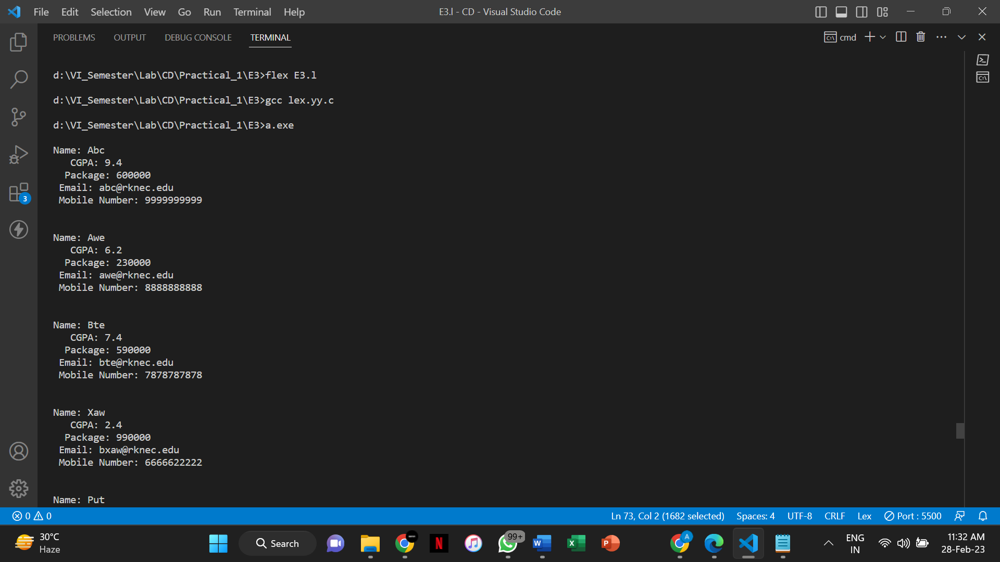 File Edit Selection View Go Run Terminal Help
E3.l - CD - Visual Studio Code
PROBLEMS OUTPUT DEBUG CONSOLE TERMINAL
cmd
d:\VI_Semester\Lab\CD\Practical_1\E3>flex E3.l
d:\VI_Semester\Lab\CD\Practical_1\E3>gcc lex.yy.c
d:\VI_Semester\Lab\CD\Practical_1\E3>a.exe
Name: Abc
CGPA: 9.4
Package: 600000
Email: abc@rknec.edu
Mobile Number: 9999999999
Name: Awe
CGPA: 6.2
Package: 230000
Email: awe@rknec.edu
Mobile Number: 8888888888
Name: Bte
CGPA: 7.4
Package: 590000
Email: bte@rknec.edu
Mobile Number: 7878787878
Name: Xaw
CGPA: 2.4
Package: 990000
Email: bxaw@rknec.edu
Mobile Number: 6666622222
Name: Put
3
0 0
Ln 73, Col 2 (1682 selected) Spaces: 4 UTF-8 CRLF Lex Port : 5500
30°C
Haze
Search
99+
ENG
IN
11:32 AM
28-Feb-23